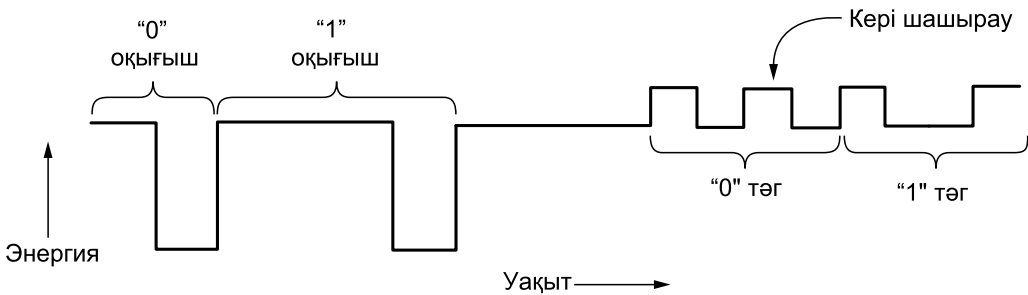 “0”
оқығыш
“1”
оқығыш
Кері шашырау
“0" тәг
“1" тәг
Энергия
Уақыт